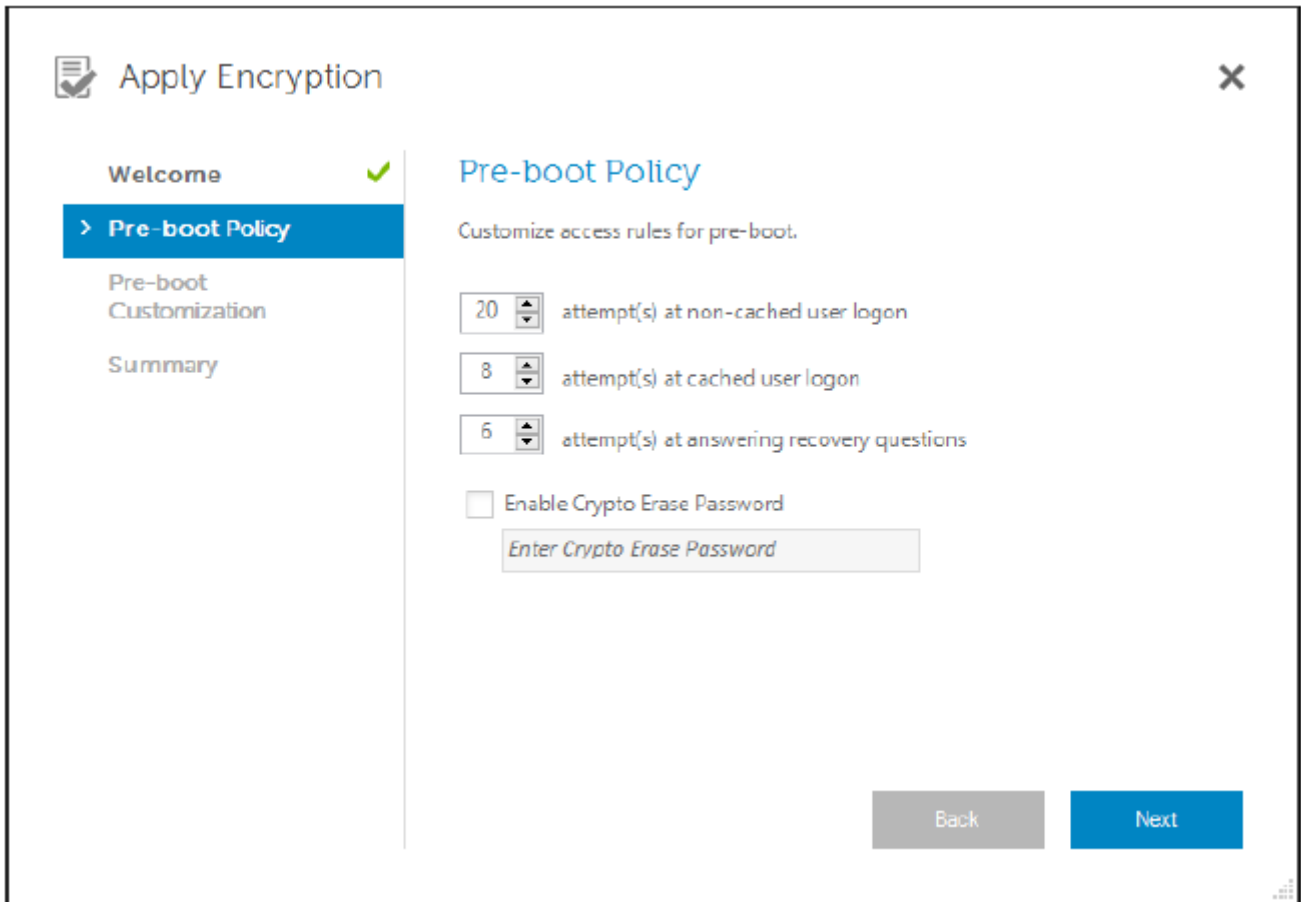 Apply Encryption
Welcome
Pre-boot Policy
Pre-boot
Customization
Summary
Pre-boot Policy
Customize access rules for pre-boot.
20 attempt(s) at non-cached user logon
8 attempt(s) at cached user logon
6 attempt(s) at answering recovery questions
Enable Crypto Erase Password
Enter Crypto Erase Password
Back
Next